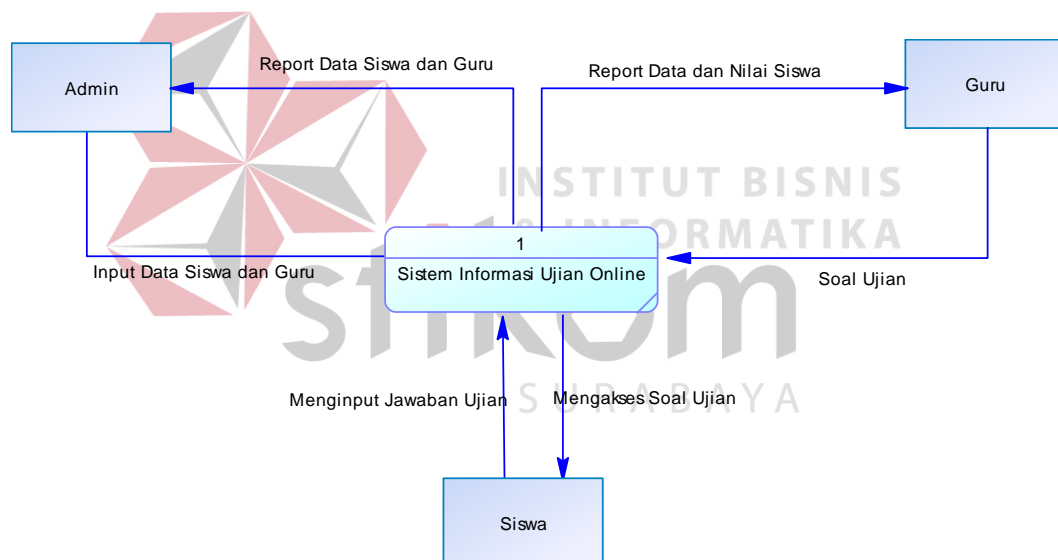 Report Data Siswa dan Guru
Report Data dan Nilai Siswa
Admin
Guru
INSTITUT BISNIS
& INFORMATIKA
1
Sistem Informasi Ujian Online
Input Data Siswa dan Guru
Soal Ujian
stikom
SURABAYA
Menginput Jawaban Ujian
Mengakses Soal Ujian
Siswa